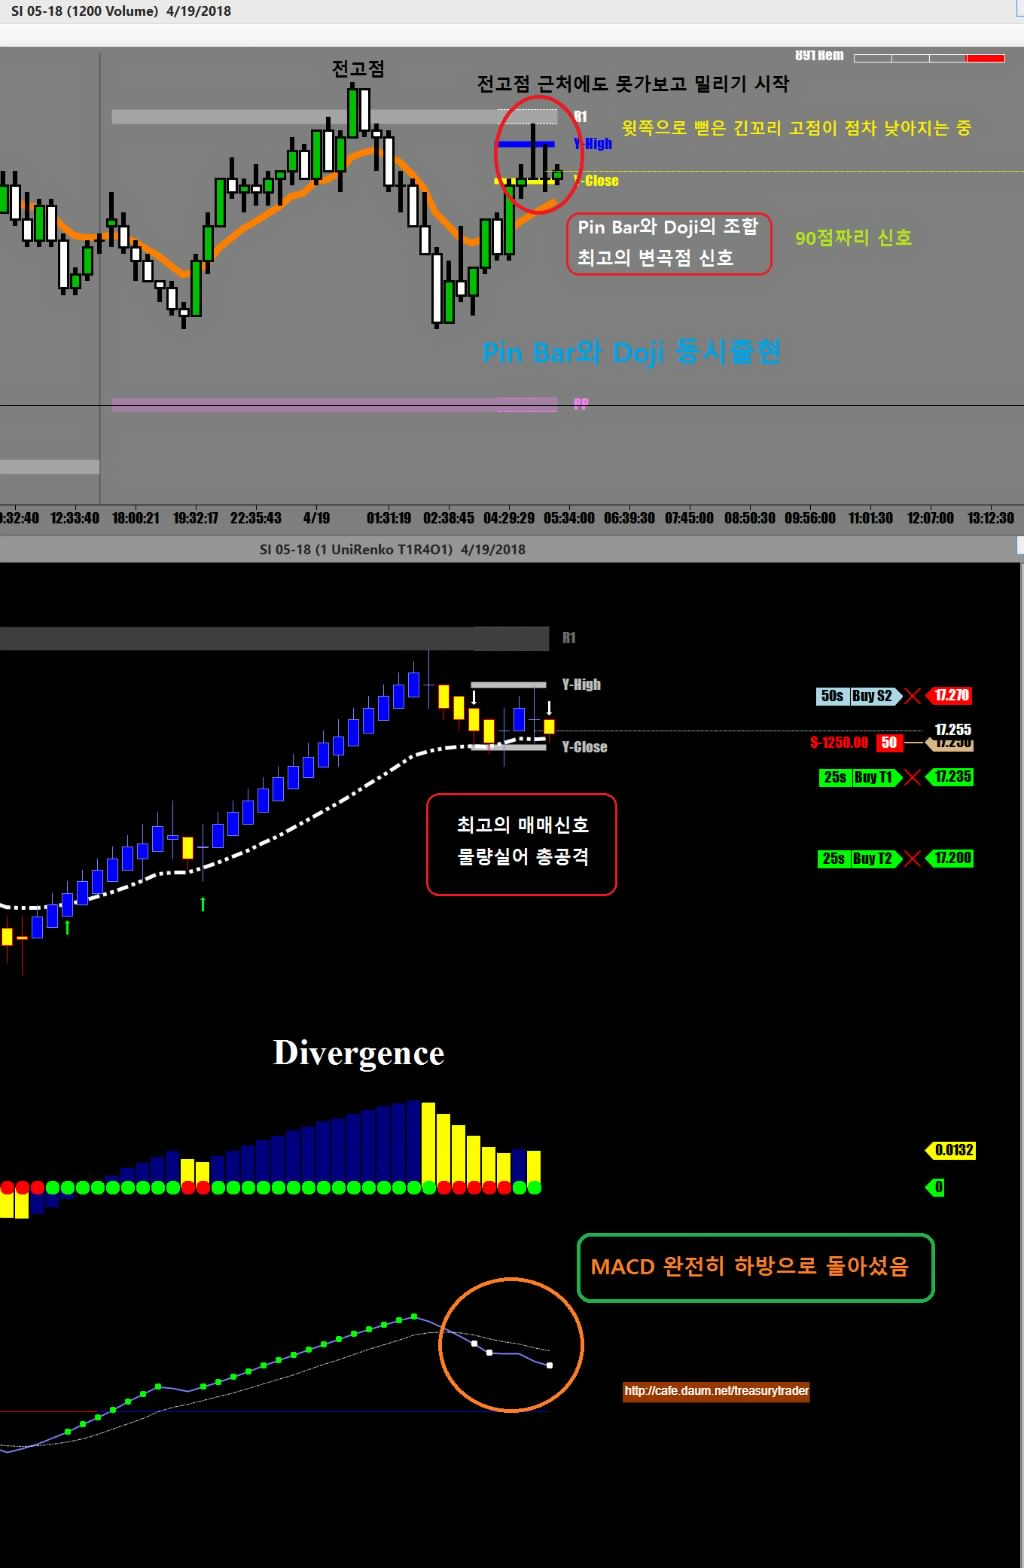 SI 05-18 (1200 Volume)  4/19/2018
891 Rem
전고점
전고점 근처에도 못가보고 밀리기 시작
R1
윗쪽으로 뻗은 긴꼬리 고점이 점차 낮아지는 중
Y-High
Y-Close
Pin Bar와 Doji의 조합
최고의 변곡점 신호
90점짜리 신호
Pin Bar와 Doji 동시출현
PP
:32:40 12:33:40 18:00:21 19:32:17 22:35:43 4/19 01:31:19 02:38:45 04:29:29 05:34:00 06:39:30 07:45:00 08:50:30 09:56:00 11:01:30 12:07:00 13:12:30
SI 05-18 (1 UniRenko T1R4O1)  4/19/2018
R1
Y-High
50s Buy S2 17.270
17.255
$-1250.00 50 17.250
Y-Close
25s Buy T1 17.235
최고의 매매신호
물량실어 총공격
25s Buy T2 17.200
Divergence
0.0132
0
MACD 완전히 하방으로 돌아섰음
http://cafe.daum.net/treasurytrader